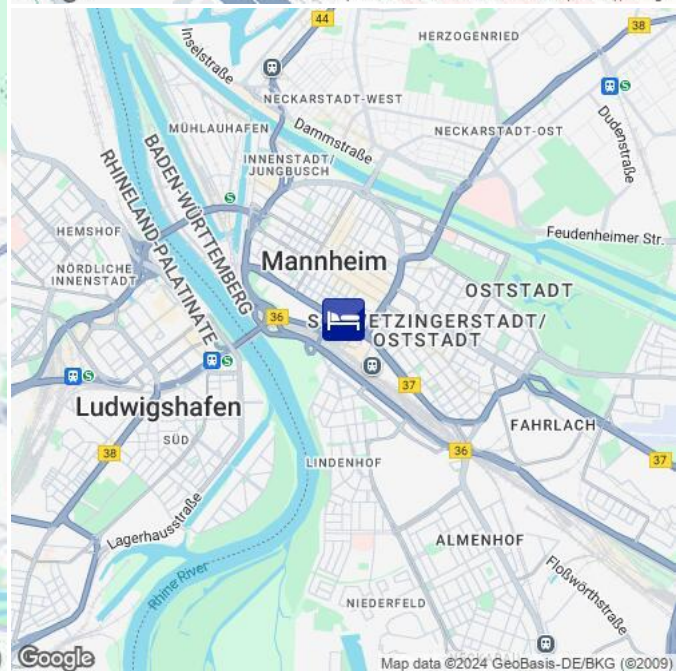 44
38
HERZOGENRIED
Inselstraße
S
NECKARSTADT-WEST
Dudenstraße
MÜHLAUHAFEN
Dammstraße
NECKARSTADT-OST
INNENSTADT/
JUNGBUSCH
RHINELAND-PALATINATE
BADEN-WÜRTTEMBERG
S
HEMSHOF
Feudenheimer Str.
Mannheim
NÖRDLICHE
INNENSTADT
OSTSTADT
36
S WETZINGERSTADT/
OSTSTADT
S
S
37
Ludwigshafen
FAHRLACH
SÜD
38
36
37
LINDENHOF
Lagerhausstraße
ALMENHOF
Rhine River
Floßwörthstraße
NIEDERFELD
Google
Map data ©2024 GeoBasis-DE/BKG (©2009)